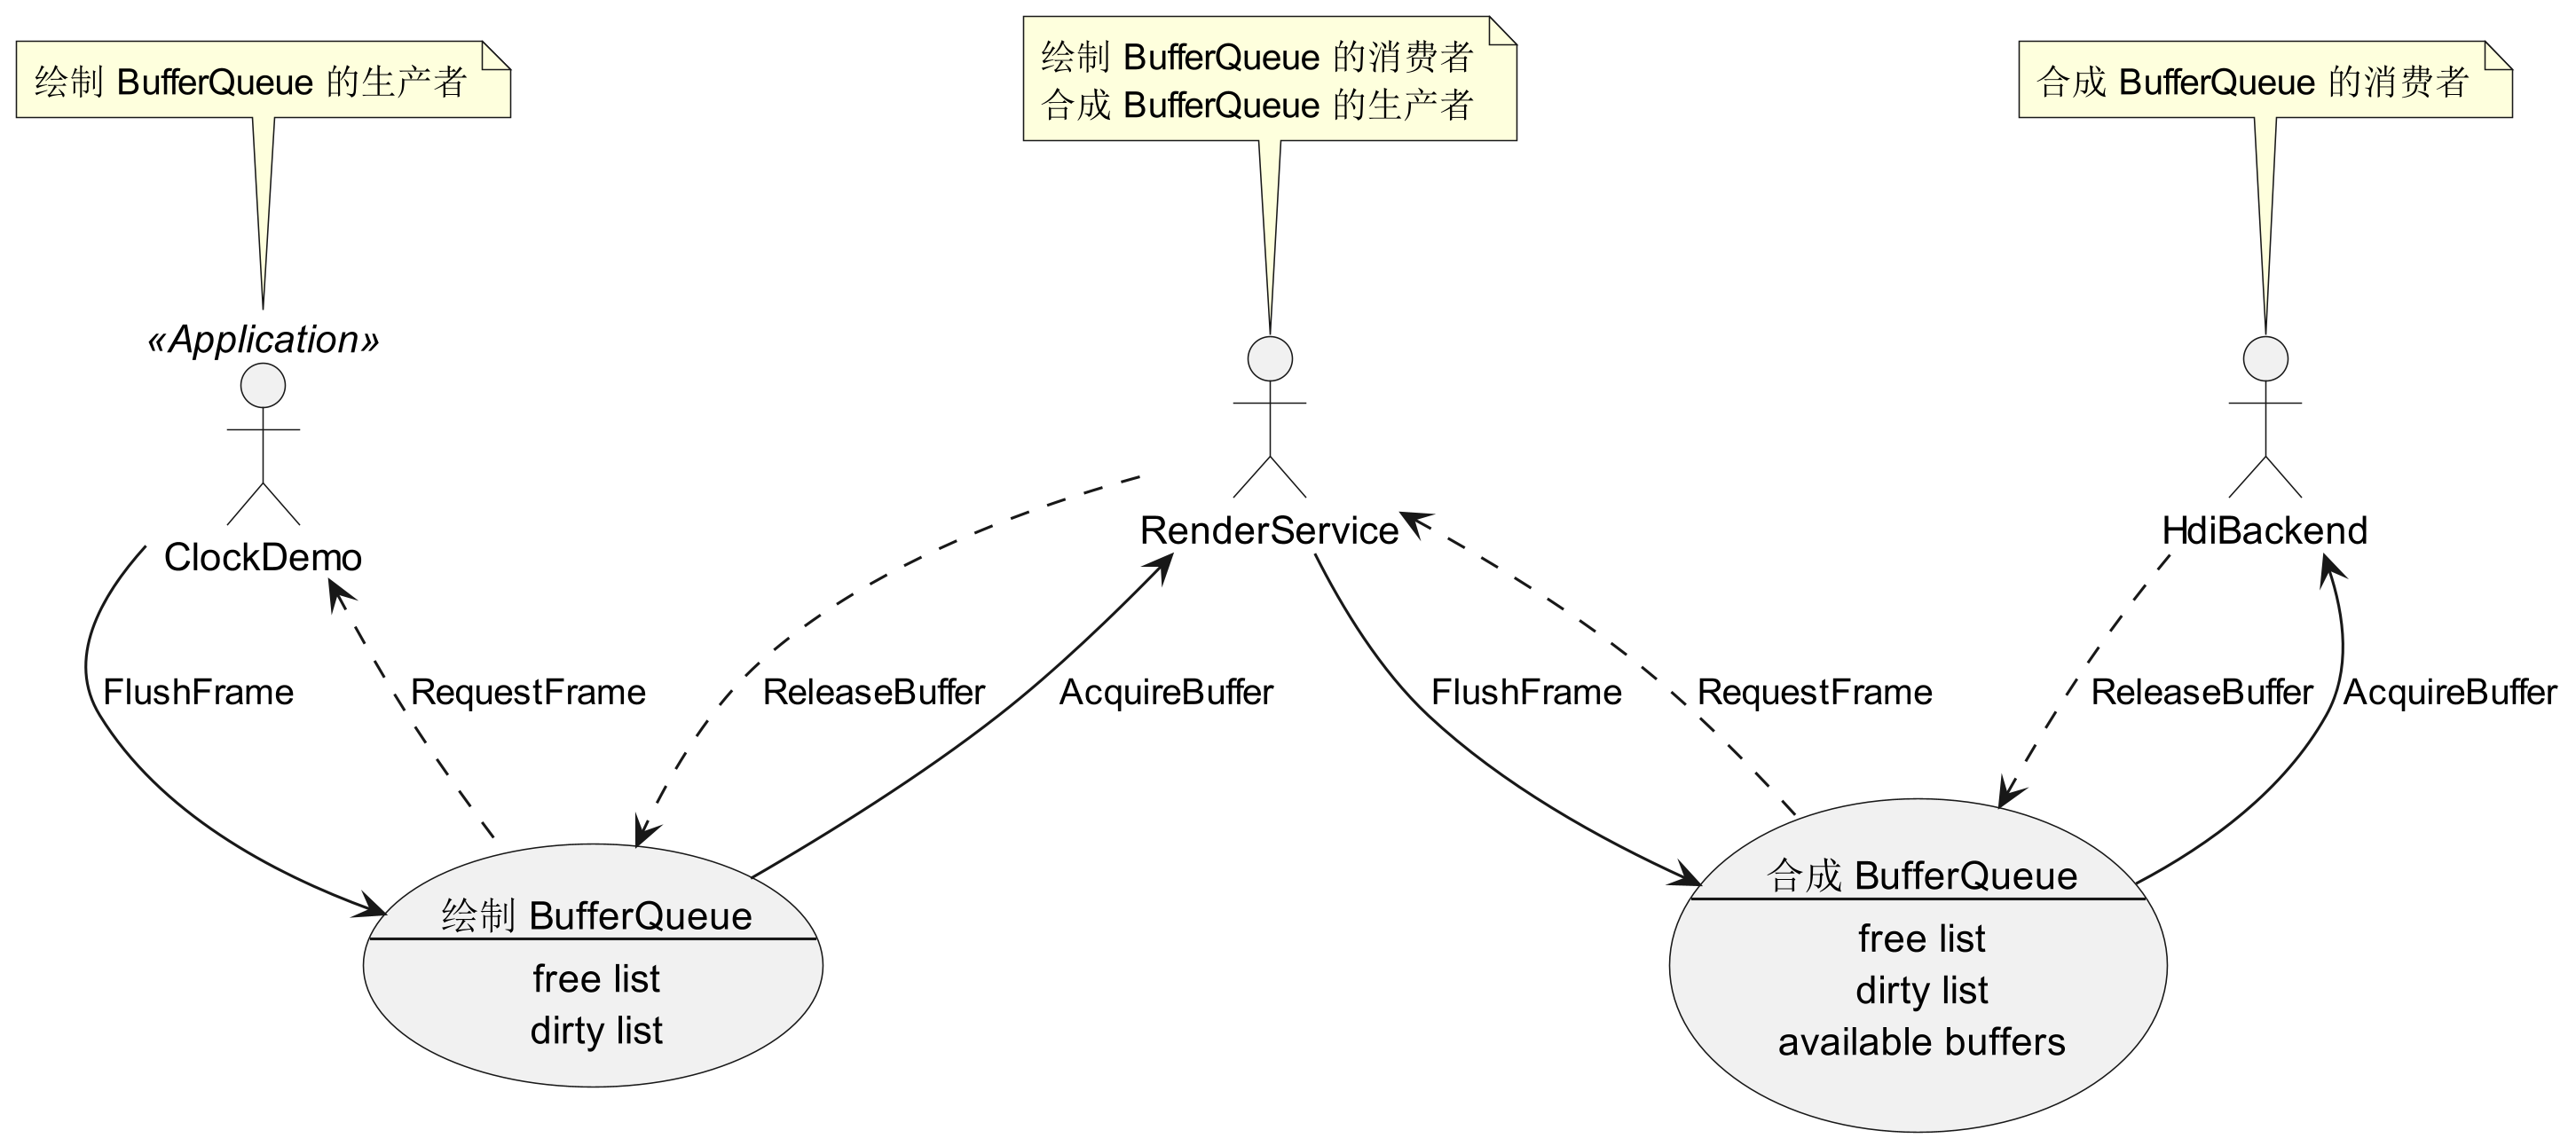 绘制 BufferQueue 的生产者
绘制 BufferQueue 的消费者
合成 BufferQueue 的生产者
合成 BufferQueue 的消费者
«Application»
ClockDemo
RenderService
HdiBackend
FlushFrame
RequestFrame
ReleaseBuffer
AcquireBuffer
FlushFrame
RequestFrame
ReleaseBuffer
AcquireBuffer
绘制 BufferQueue
free list
dirty list
合成 BufferQueue
free list
dirty list
available buffers